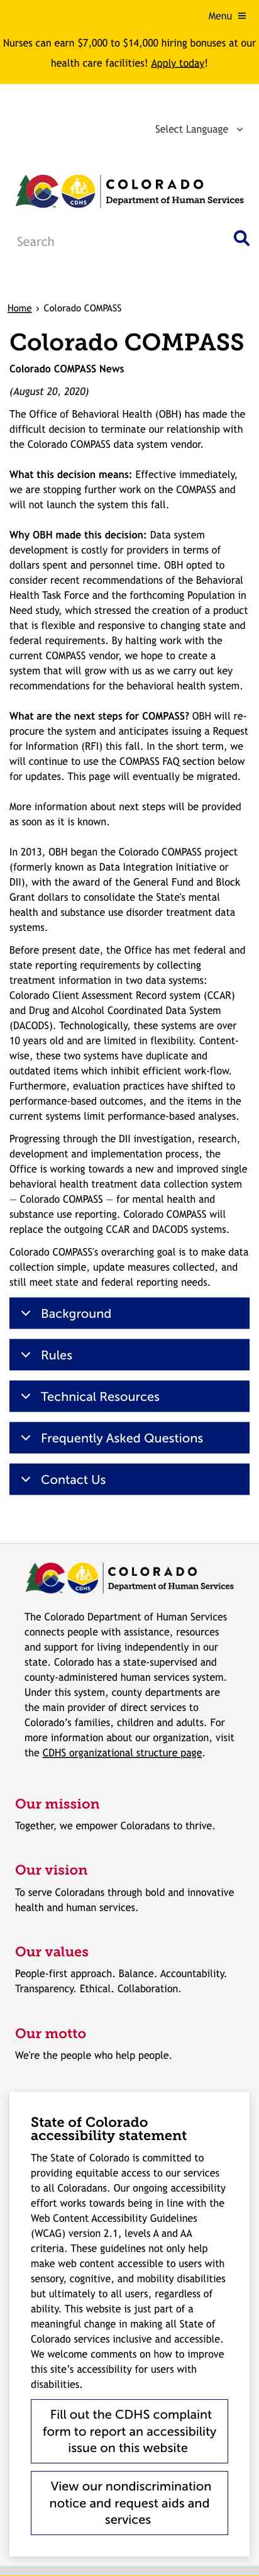 Menu ≡
Nurses can earn $7,000 to $14,000 hiring bonuses at our
health care facilities! Apply today!
Select Language
COLORADO
Department of Human Services
CDHS
Search
Home › Colorado COMPASS
Colorado COMPASS
Colorado COMPASS News
(August 20, 2020)
The Office of Behavioral Health (OBH) has made the
difficult decision to terminate our relationship with
the Colorado COMPASS data system vendor.
What this decision means: Effective immediately,
we are stopping further work on the COMPASS and
will not launch the system this fall.
Why OBH made this decision: Data system
development is costly for providers in terms of
dollars spent and personnel time. OBH opted to
consider recent recommendations of the Behavioral
Health Task Force and the forthcoming Population in
Need study, which stressed the creation of a product
that is flexible and responsive to changing state and
federal requirements. By halting work with the
current COMPASS vendor, we hope to create a
system that will grow with us as we carry out key
recommendations for the behavioral health system.
What are the next steps for COMPASS? OBH will re-
procure the system and anticipates issuing a Request
for Information (RFI) this fall. In the short term, we
will continue to use the COMPASS FAQ section below
for updates. This page will eventually be migrated.
More information about next steps will be provided
as soon as it is known.
In 2013, OBH began the Colorado COMPASS project
(formerly known as Data Integration Initiative or
DII), with the award of the General Fund and Block
Grant dollars to consolidate the State's mental
health and substance use disorder treatment data
systems.
Before present date, the Office has met federal and
state reporting requirements by collecting
treatment information in two data systems:
Colorado Client Assessment Record system (CCAR)
and Drug and Alcohol Coordinated Data System
(DACODS). Technologically, these systems are over
10 years old and are limited in flexibility. Content-
wise, these two systems have duplicate and
outdated items which inhibit efficient work-flow.
Furthermore, evaluation practices have shifted to
performance-based outcomes, and the items in the
current systems limit performance-based analyses.
Progressing through the DII investigation, research,
development and implementation process, the
Office is working towards a new and improved single
behavioral health treatment data collection system
— Colorado COMPASS — for mental health and
substance use reporting. Colorado COMPASS will
replace the outgoing CCAR and DACODS systems.
Colorado COMPASS's overarching goal is to make data
collection simple, update measures collected, and
still meet state and federal reporting needs.
Background
Rules
Technical Resources
Frequently Asked Questions
Contact Us
COLORADO
Department of Human Services
CDHS
The Colorado Department of Human Services
connects people with assistance, resources
and support for living independently in our
state. Colorado has a state-supervised and
county-administered human services system.
Under this system, county departments are
the main provider of direct services to
Colorado’s families, children and adults. For
more information about our organization, visit
the CDHS organizational structure page.
Our mission
Together, we empower Coloradans to thrive.
Our vision
To serve Coloradans through bold and innovative
health and human services.
Our values
People-first approach. Balance. Accountability.
Transparency. Ethical. Collaboration.
Our motto
We're the people who help people.
State of Colorado
accessibility statement
The State of Colorado is committed to
providing equitable access to our services
to all Coloradans. Our ongoing accessibility
effort works towards being in line with the
Web Content Accessibility Guidelines
(WCAG) version 2.1, levels A and AA
criteria. These guidelines not only help
make web content accessible to users with
sensory, cognitive, and mobility disabilities
but ultimately to all users, regardless of
ability. This website is just part of a
meaningful change in making all State of
Colorado services inclusive and accessible.
We welcome comments on how to improve
this site’s accessibility for users with
disabilities.
Fill out the CDHS complaint
form to report an accessibility
issue on this website
View our nondiscrimination
notice and request aids and
services